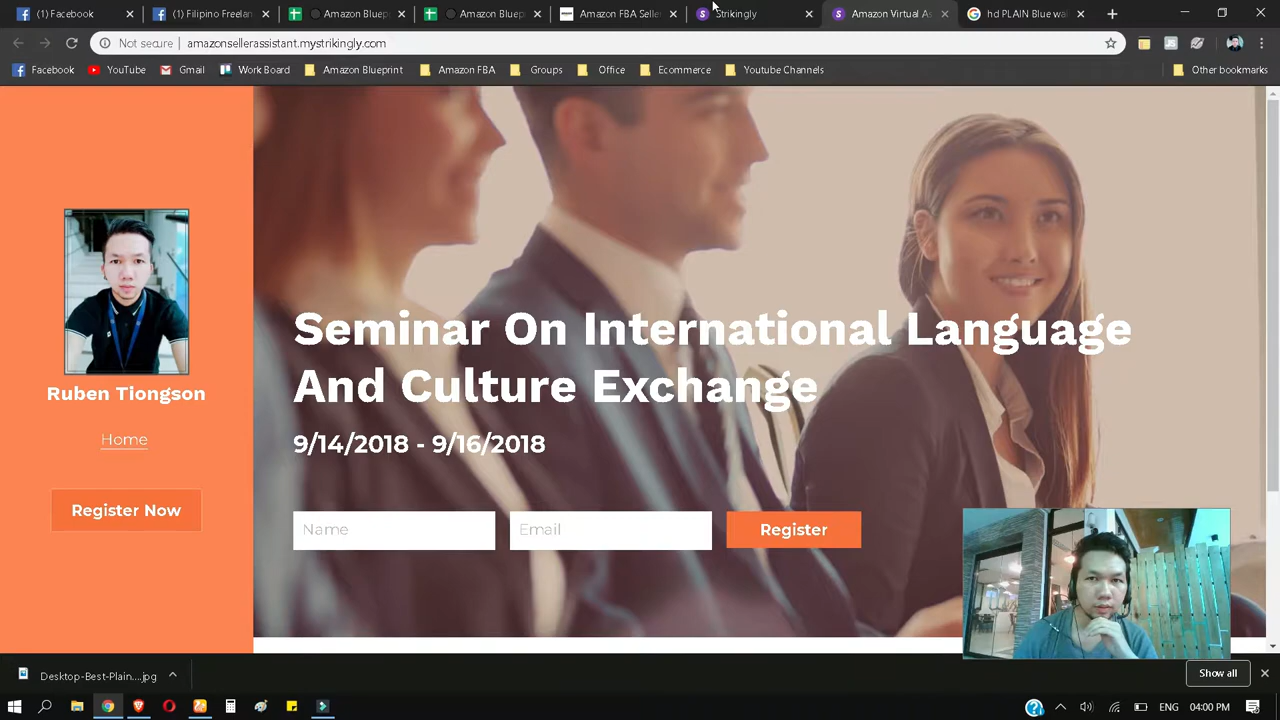 (1) Facebook
(1) Filipino Freelan
Amazon Bluep
Amazon Bluep
Amazon FBA Selle
Strikingly
Amazon Virtual As
hd PLAIN Blue wal
Not secure | amazonsellerassistant.mystrikingly.com
Facebook
YouTube
Gmail
Work Board
Amazon Blueprint
Amazon FBA
Groups
Office
Ecommerce
Youtube Channels
Other bookmarks
Ruben Tiongson
Home
Register Now
Seminar On International Language
And Culture Exchange
9/14/2018 - 9/16/2018
Name
Email
Register
Desktop-Best-Plain....jpg
Show all
ENG
04:00 PM